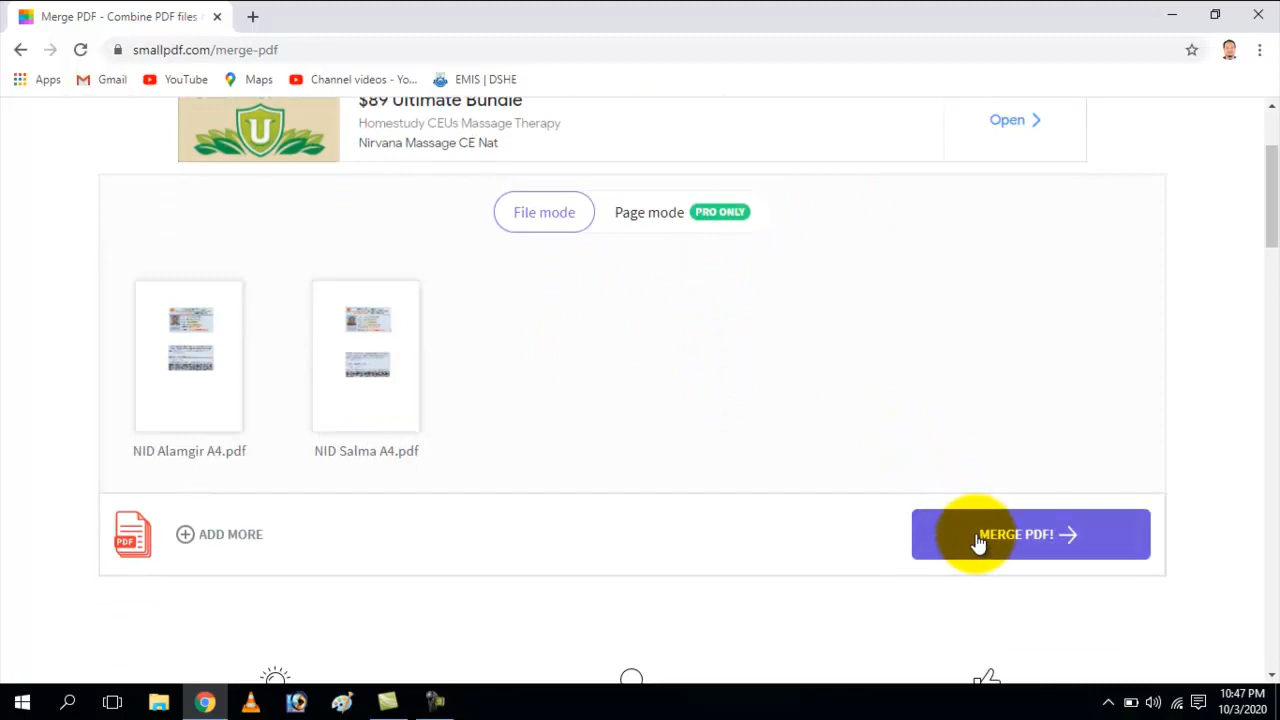 Merge PDF - Combine PDF files
smallpdf.com/merge-pdf
Apps Gmail YouTube Maps Channel videos - Yo... EMIS | DSHE
$89 Ultimate Bundle
Homestudy CEUs Massage Therapy
Nirvana Massage CE Nat
Open
File mode Page mode PRO ONLY
NID Alamgir A4.pdf NID Salma A4.pdf
PDF ADD MORE MERGE PDF!
10:47 PM
10/3/2020